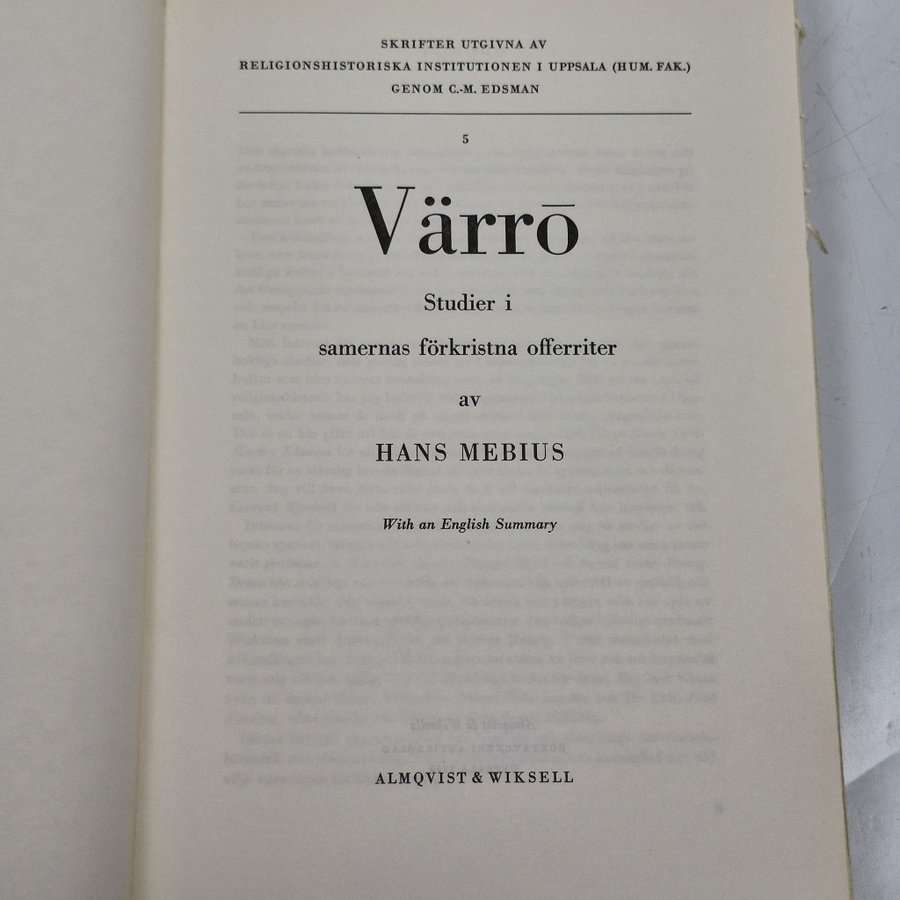 SKRIFTER UTGIVNA AV
RELIGIONSHISTORISKA INSTITUTIONEN I UPPSALA (HUM. FAK.)
GENOM C.-M. EDSMAN
5
Värrō
Studier i
samernas förkristna offerriter
av
HANS MEBIUS
With an English Summary
ALMQVIST & WIKSELL